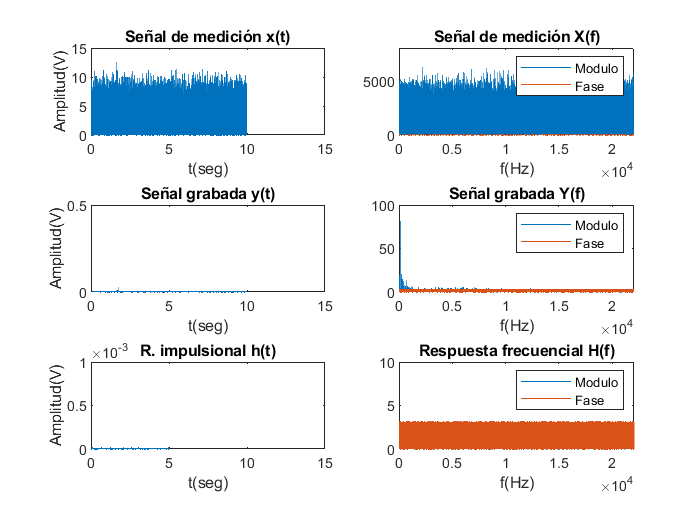 Señal de medición x(t)
15
10
5
0
Amplitud(V)
0 5 10 15
t(seg)
Señal de medición X(f)
5000
0
Modulo
Fase
0 0.5 1 1.5 2
×10^4
f(Hz)
Señal grabada y(t)
0.5
0
Amplitud(V)
0 5 10 15
t(seg)
Señal grabada Y(f)
100
50
0
Modulo
Fase
0 0.5 1 1.5 2
×10^4
f(Hz)
×10^-3 R. impulsional h(t)
1
0.5
0
Amplitud(V)
0 5 10 15
t(seg)
Respuesta frecuencial H(f)
10
5
0
Modulo
Fase
0 0.5 1 1.5 2
×10^4
f(Hz)